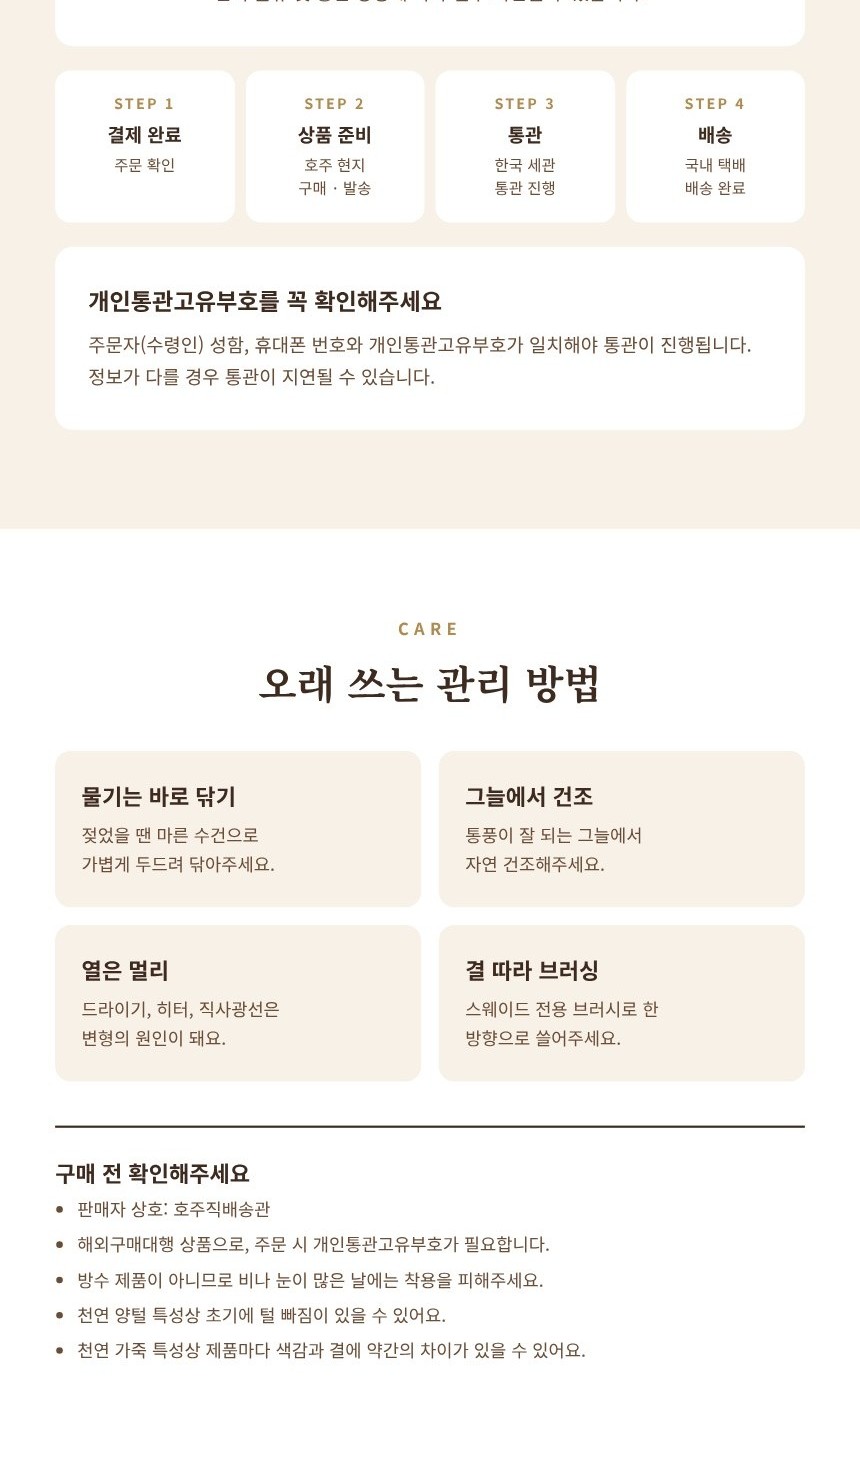 STEP 1
결제 완료
주문 확인
STEP 2
상품 준비
호주 현지
구매 · 발송
STEP 3
통관
한국 세관
통관 진행
STEP 4
배송
국내 택배
배송 완료
개인통관고유부호를 꼭 확인해주세요
주문자(수령인) 성함, 휴대폰 번호와 개인통관고유부호가 일치해야 통관이 진행됩니다.
정보가 다를 경우 통관이 지연될 수 있습니다.
CARE
오래 쓰는 관리 방법
물기는 바로 닦기
젖었을 땐 마른 수건으로
가볍게 두드려 닦아주세요.
그늘에서 건조
통풍이 잘 되는 그늘에서
자연 건조해주세요.
열은 멀리
드라이기, 히터, 직사광선은
변형의 원인이 돼요.
결 따라 브러싱
스웨이드 전용 브러시로 한
방향으로 쓸어주세요.
구매 전 확인해주세요
• 판매자 상호: 호주직배송관
• 해외구매대행 상품으로, 주문 시 개인통관고유부호가 필요합니다.
• 방수 제품이 아니므로 비나 눈이 많은 날에는 착용을 피해주세요.
• 천연 양털 특성상 초기에 털 빠짐이 있을 수 있어요.
• 천연 가죽 특성상 제품마다 색감과 결에 약간의 차이가 있을 수 있어요.